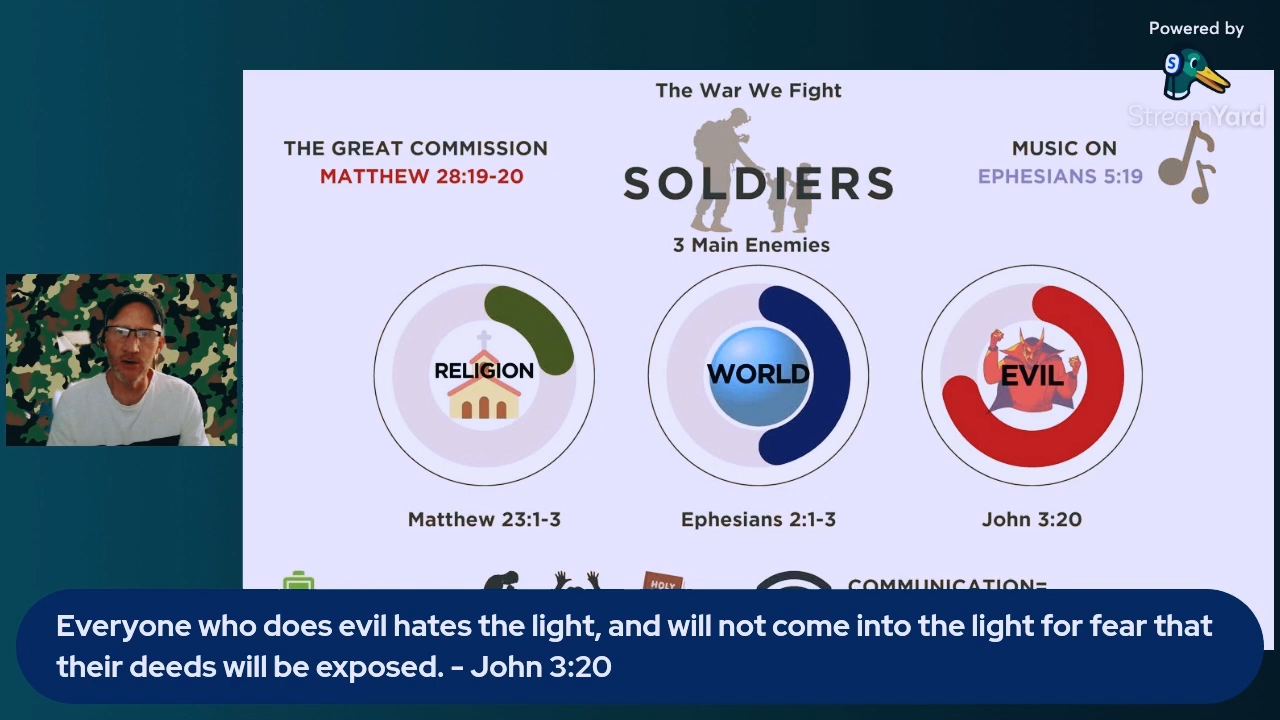 Powered by
S
StreamYard
The War We Fight
THE GREAT COMMISSION
MATTHEW 28:19-20
SOLDIERS
MUSIC ON
EPHESIANS 5:19
3 Main Enemies
RELIGION
WORLD
EVIL
Matthew 23:1-3
Ephesians 2:1-3
John 3:20
HOLY
COMMUNICATION=
Everyone who does evil hates the light, and will not come into the light for fear that
their deeds will be exposed. - John 3:20